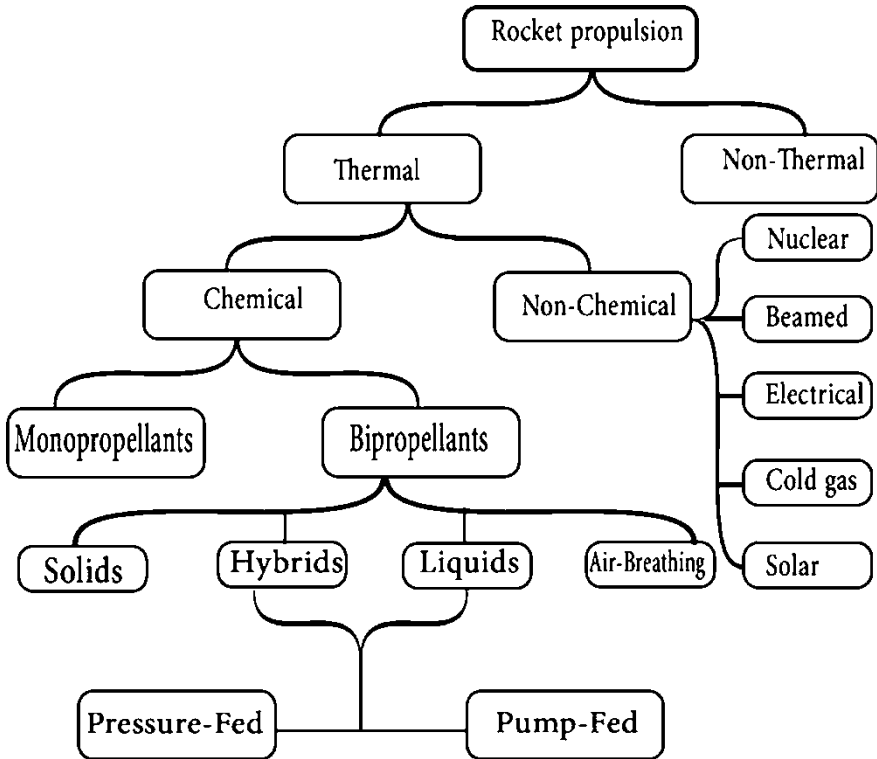 Rocket propulsion
Thermal
Non-Thermal
Chemical
Non-Chemical
Nuclear
Beamed
Electrical
Cold gas
Solar
Monopropellants
Bipropellants
Solids
Hybrids
Liquids
Air-Breathing
Pressure-Fed
Pump-Fed